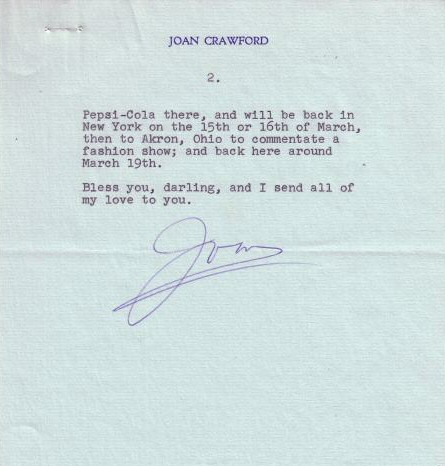 JOAN CRAWFORD
2.
Pepsi-Cola there, and will be back in
New York on the 15th or 16th of March,
then to Akron, Ohio to commentate a
fashion show; and back here around
March 19th.
Bless you, darling, and I send all of
my love to you.
Joan